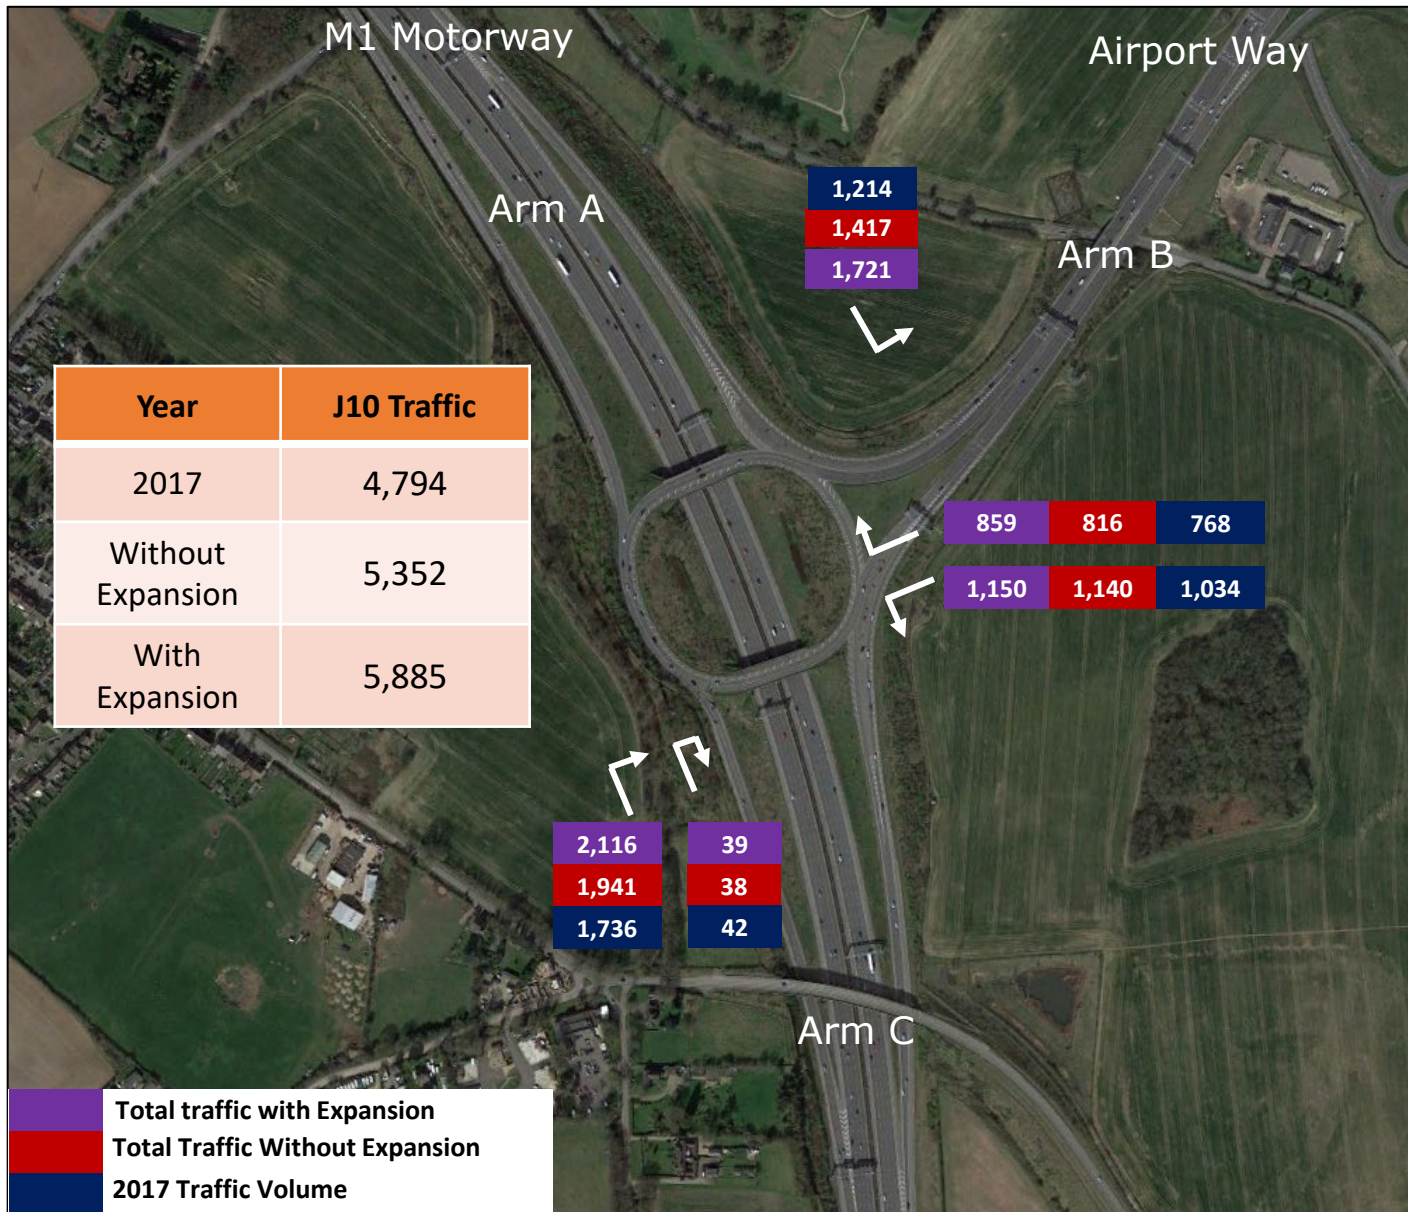 M1 Motorway
Airport Way
Arm A
1,214
1,417
1,721
Arm B
Year J10 Traffic
2017 4,794
Without
Expansion 5,352
With
Expansion 5,885
859 816 768
1,150 1,140 1,034
2,116 39
1,941 38
1,736 42
Arm C
Total traffic with Expansion
Total Traffic Without Expansion
2017 Traffic Volume